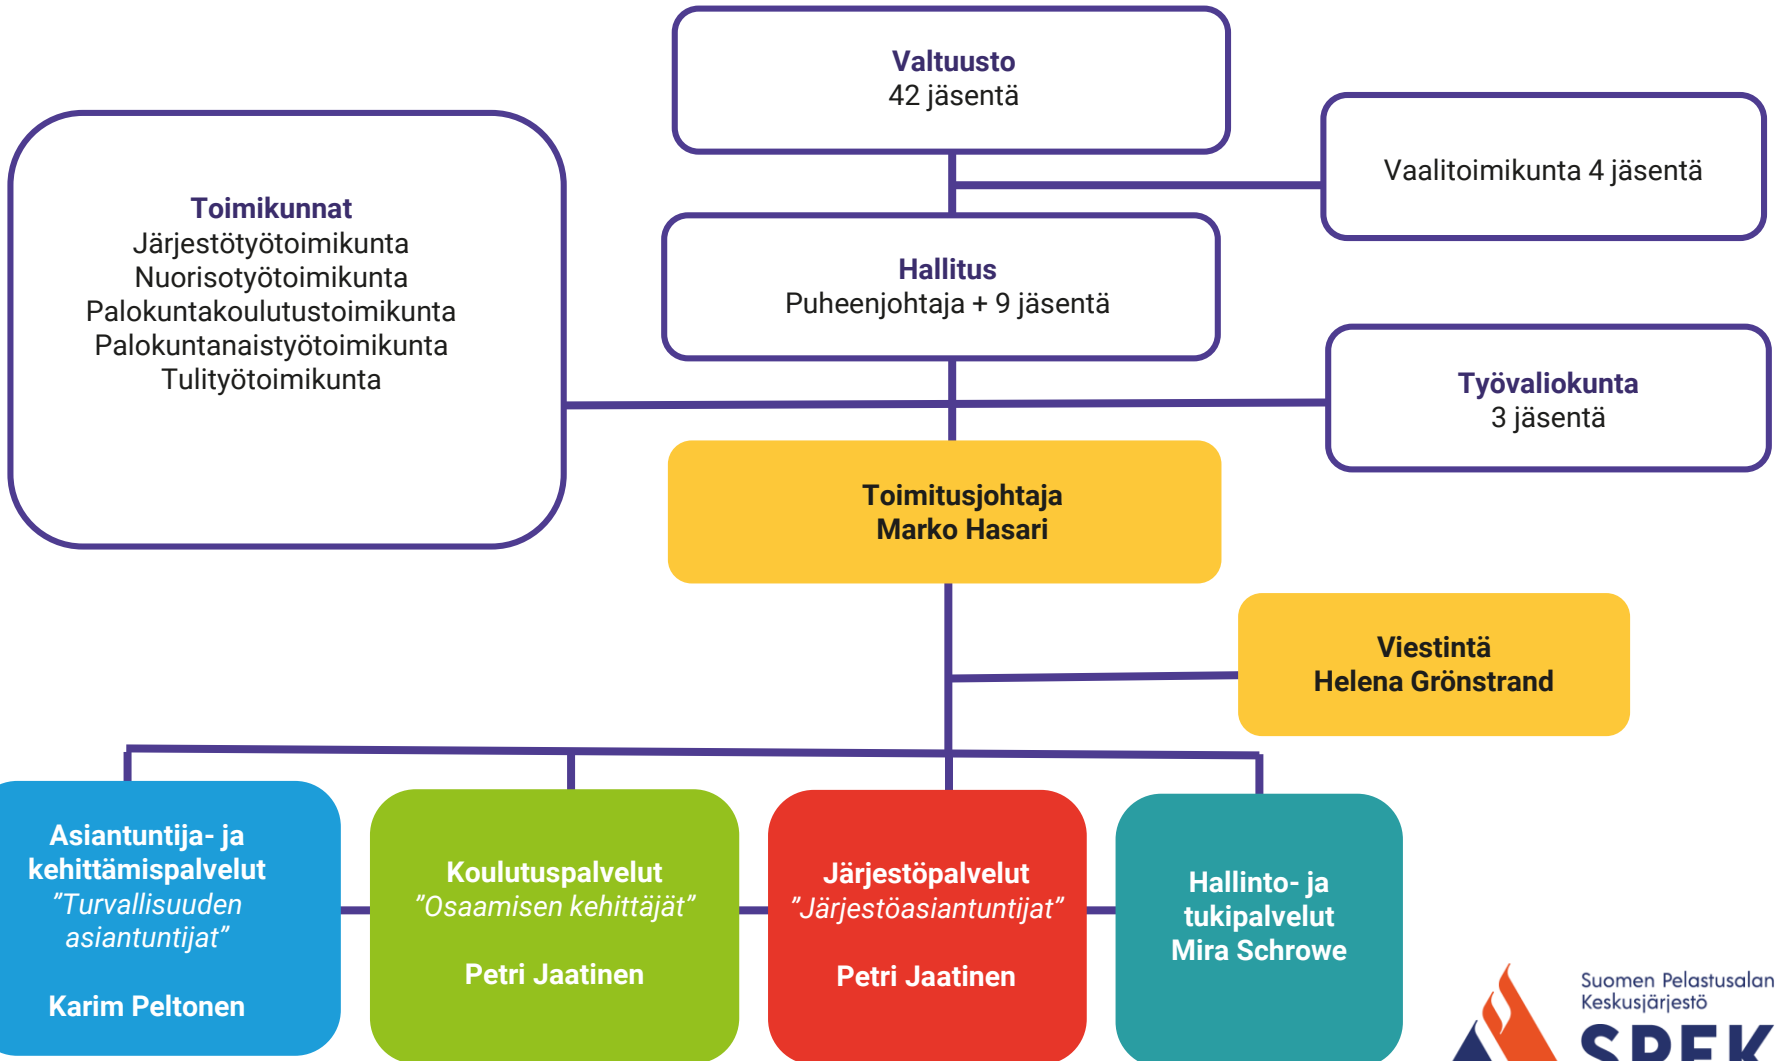 Valtuusto
42 jäsentä
Vaalitoimikunta 4 jäsentä
Toimikunnat
Järjestötyötoimikunta
Nuorisotyötoimikunta
Palokuntakoulutustoimikunta
Palokuntanaistyötoimikunta
Tulityötoimikunta
Hallitus
Puheenjohtaja + 9 jäsentä
Työvaliokunta
3 jäsentä
Toimitusjohtaja
Marko Hasari
Viestintä
Helena Grönstrand
Asiantuntija- ja
kehittämispalvelut
”Turvallisuuden
asiantuntijat”
Karim Peltonen
Koulutuspalvelut
”Osaamisen kehittäjät”
Petri Jaatinen
Järjestöpalvelut
”Järjestöasiantuntijat”
Petri Jaatinen
Hallinto- ja
tukipalvelut
Mira Schrowe
Suomen Pelastusalan
Keskusjärjestö
SPEK